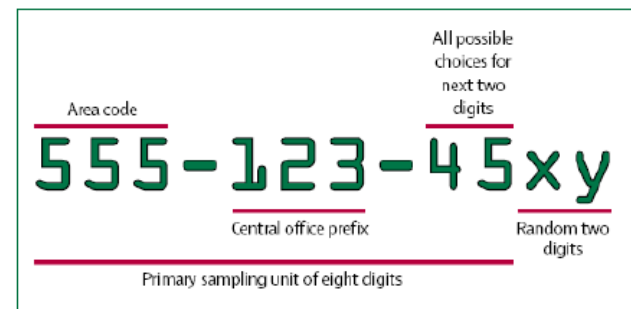 All possible
choices for
next two
digits
Area code
555-123-45xy
Central office prefix
Random two
digits
Primary sampling unit of eight digits